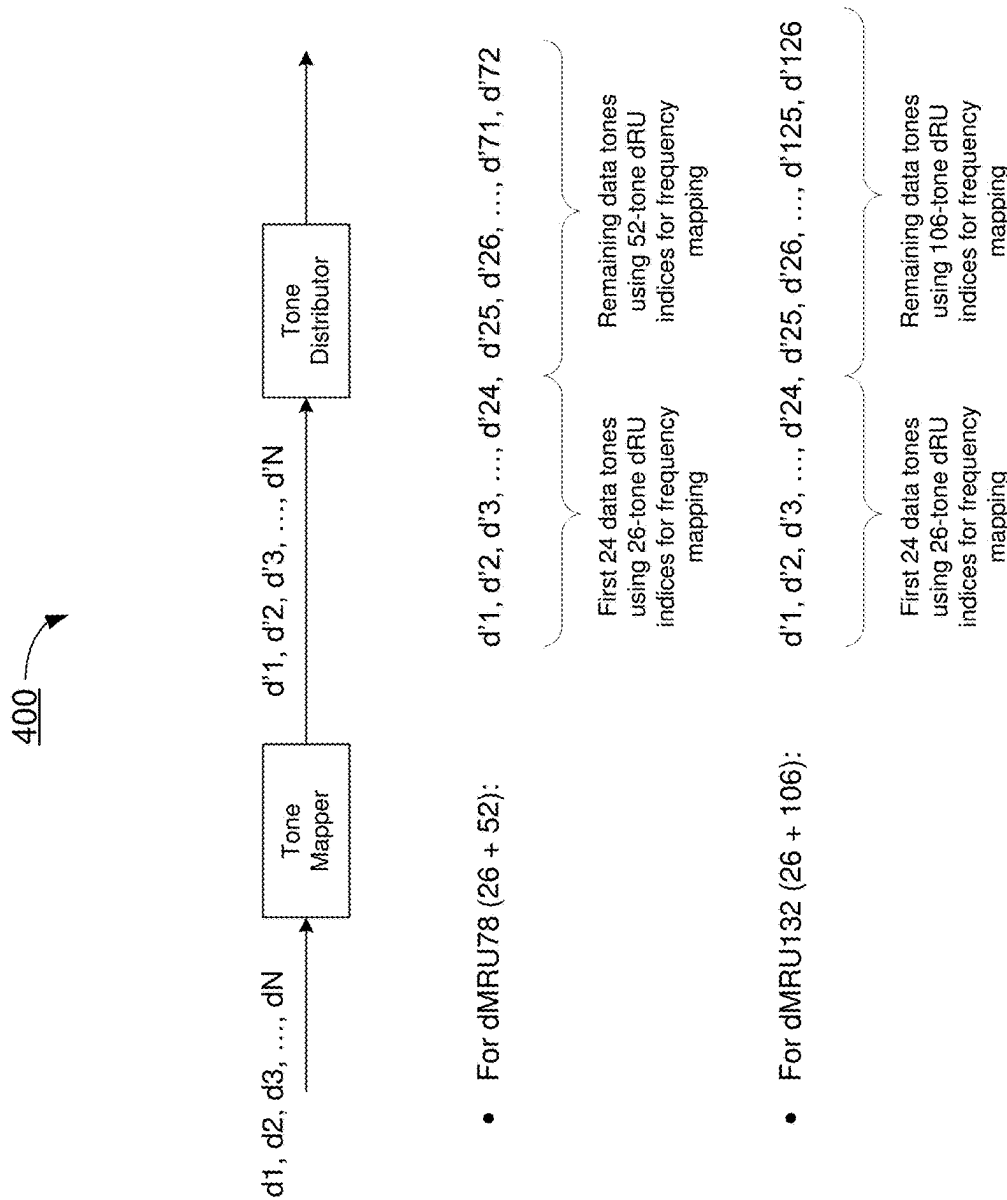 400
d1, d2, d3, ..., dN
Tone
Mapper
d'1, d'2, d'3, ..., d'N
Tone
Distributor
• For dMRU78 (26 + 52):
d'1, d'2, d'3, ..., d'24, d'25, d'26, ..., d'71, d'72
First 24 data tones
using 26-tone dRU
indices for frequency
mapping
Remaining data tones
using 52-tone dRU
indices for frequency
mapping
• For dMRU132 (26 + 106):
d'1, d'2, d'3, ..., d'24, d'25, d'26, ..., d'125, d'126
First 24 data tones
using 26-tone dRU
indices for frequency
mapping
Remaining data tones
using 106-tone dRU
indices for frequency
mapping